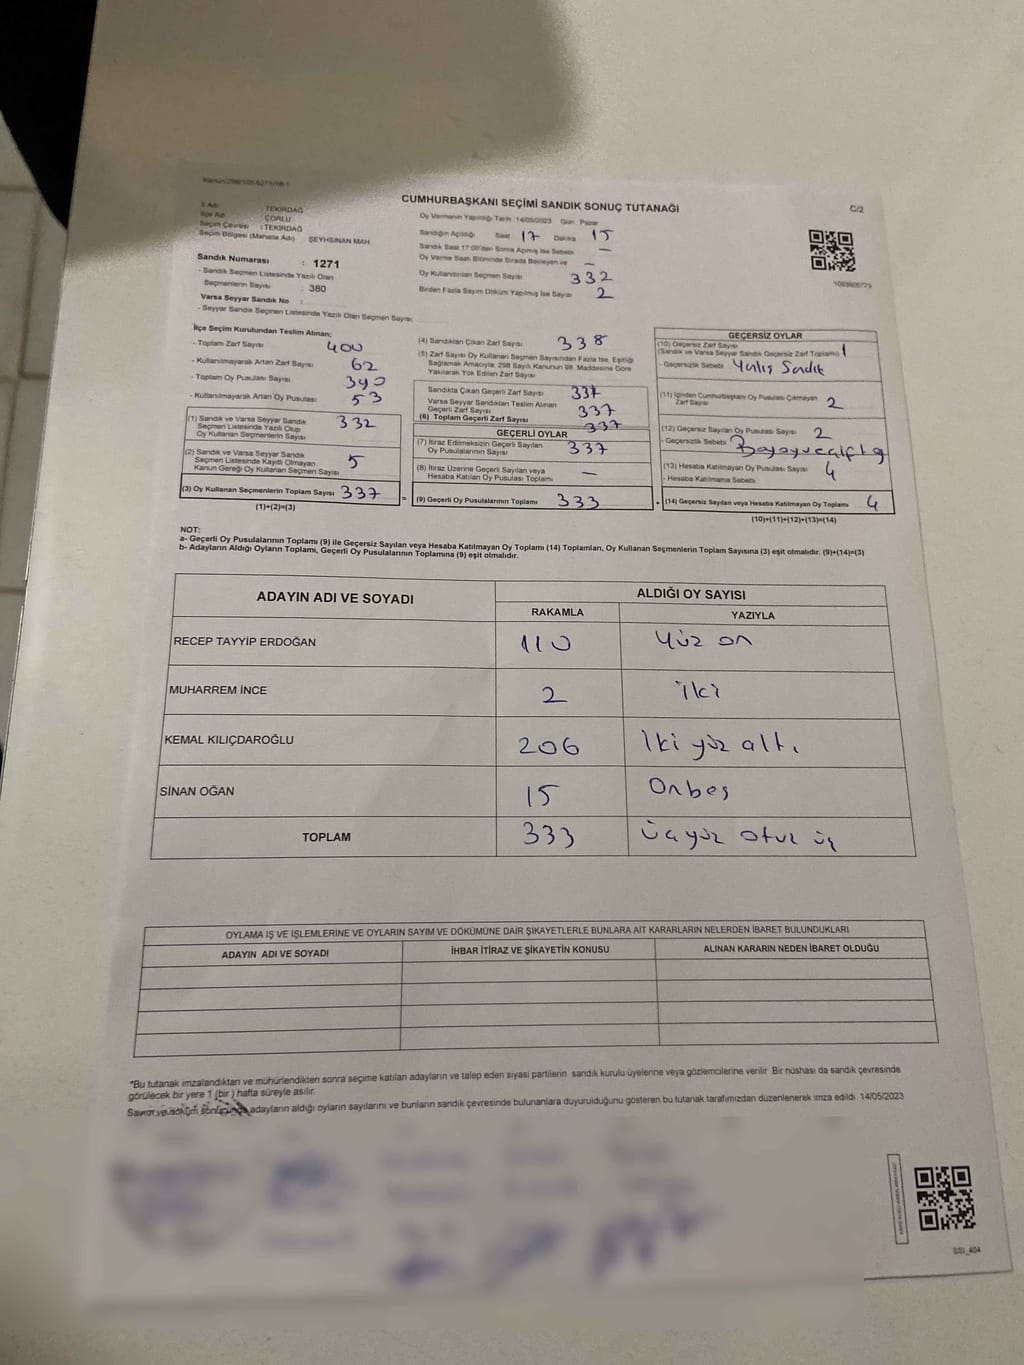 CUMHURBAŞKANI SEÇİMİ SANDIK SONUÇ TUTANAĞI
C/2
İl Adı : TEKİRDAĞ
İlçe Adı : ÇORLU
Seçim Çevresi : TEKİRDAĞ
Seçim Bölgesi (Mahalle Adı) ŞEYHSİNAN MAH.
Sandık Numarası : 1271
- Sandık Seçmen Listesinde Yazılı Olan
Seçmenlerin Sayısı : 380
Varsa Seyyar Sandık No :
- Seyyar Sandık Seçmen Listesinde Yazılı Olan Seçmen Sayısı:
Oy Vermenin Yapıldığı Tarih 14/05/2023 Gün Pazar
Sandığın Açıldığı Saat 17 Dakika 15
Sandık Saat 17.00'den Sonra Açılmış İse Sebebi —
Oy Verme Saati Bitiminde Sırada Bekleyen ve —
Oy Kullandırılan Seçmen Sayısı 332
Birden Fazla Sayım Döküm Yapılmış İse Sayısı 2
1093608773
İlçe Seçim Kurulundan Teslim Alınan;
- Toplam Zarf Sayısı 400
- Kullanılmayarak Artan Zarf Sayısı 62
- Toplam Oy Pusulası Sayısı 390
- Kullanılmayarak Artan Oy Pusulası 53
(1) Sandık ve Varsa Seyyar Sandık
Seçmen Listesinde Yazılı Olup
Oy Kullanan Seçmenlerin Sayısı 332
(2) Sandık ve Varsa Seyyar Sandık
Seçmen Listesinde Kayıtlı Olmayan
Kanun Gereği Oy Kullanan Seçmen Sayısı 5
(3) Oy Kullanan Seçmenlerin Toplam Sayısı 337
(1)+(2)=(3)
(4) Sandıktan Çıkan Zarf Sayısı 338
(5) Zarf Sayısı Oy Kullanan Seçmen Sayısından Fazla İse, Eşitliği
Sağlamak Amacıyla, 298 Sayılı Kanunun 98. Maddesine Göre
Yakılarak Yok Edilen Zarf Sayısı
Sandıkta Çıkan Geçerli Zarf Sayısı 337
Varsa Seyyar Sandıktan Teslim Alınan
Geçerli Zarf Sayısı 337
(6) Toplam Geçerli Zarf Sayısı 337
GEÇERLİ OYLAR
(7) İtiraz Edilmeksizin Geçerli Sayılan
Oy Pusulalarının Sayısı 337
(8) İtiraz Üzerine Geçerli Sayılan veya
Hesaba Katılan Oy Pusulası Toplamı —
= (9) Geçerli Oy Pusulalarının Toplamı 333
GEÇERSİZ OYLAR
(10) Geçersiz Zarf Sayısı
(Sandık ve Varsa Seyyar Sandık Geçersiz Zarf Toplamı) 1
- Geçersizlik Sebebi Yanlış Sandık
(11) İçinden Cumhurbaşkanı Oy Pusulası Çıkmayan
Zarf Sayısı 2
(12) Geçersiz Sayılan Oy Pusulası Sayısı 2
- Geçersizlik Sebebi
(13) Hesaba Katılmayan Oy Pusulası Sayısı 4
- Hesaba Katılmama Sebebi
+ (14) Geçersiz Sayılan veya Hesaba Katılmayan Oy Toplamı 4
(10)+(11)+(12)+(13)=(14)
NOT:
a- Geçerli Oy Pusulalarının Toplamı (9) ile Geçersiz Sayılan veya Hesaba Katılmayan Oy Toplamı (14) Toplamları, Oy Kullanan Seçmenlerin Toplam Sayısına (3) eşit olmalıdır. (9)+(14)=(3)
b- Adayların Aldığı Oyların Toplamı, Geçerli Oy Pusulalarının Toplamına (9) eşit olmalıdır.
ADAYIN ADI VE SOYADI ALDIĞI OY SAYISI
RAKAMLA YAZIYLA
RECEP TAYYİP ERDOĞAN 110 Yüz on
MUHARREM İNCE 2 İki
KEMAL KILIÇDAROĞLU 206 İki yüz altı
SİNAN OĞAN 15 Onbeş
TOPLAM 333 üçyüz otuz üç
OYLAMA İŞ VE İŞLEMLERİNE VE OYLARIN SAYIM VE DÖKÜMÜNE DAİR ŞİKAYETLERLE BUNLARA AİT KARARLARIN NELERDEN İBARET BULUNDUKLARI
ADAYIN ADI VE SOYADI İHBAR İTİRAZ VE ŞİKAYETİN KONUSU ALINAN KARARIN NEDEN İBARET OLDUĞU
*Bu tutanak imzalandıktan ve mühürlendikten sonra seçime katılan adayların ve talep eden siyasi partilerin sandık kurulu üyelerine veya gözlemcilerine verilir. Bir nüshası da sandık çevresinde
görülecek bir yere 1 (bir) hafta süreyle asılır.
Sayım ve döküm sonucunda adayların aldığı oyların sayılarını ve bunların sandık çevresinde bulunanlara duyurulduğunu gösteren bu tutanak tarafımızdan düzenlenerek imza edildi. 14/05/2023
SSI_404